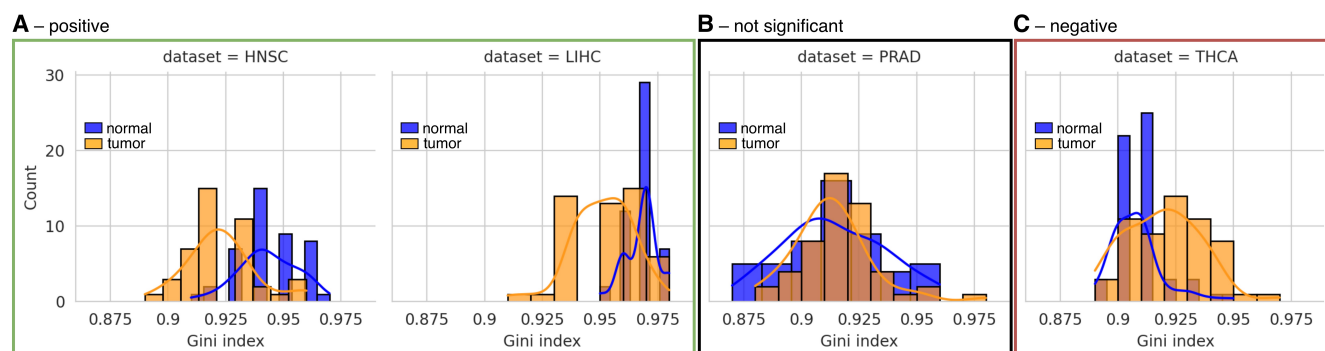 A – positive
B – not significant
C – negative
dataset = HNSC
dataset = LIHC
dataset = PRAD
dataset = THCA
30
20
10
0
Count
normal
tumor
normal
tumor
normal
tumor
normal
tumor
0.875 0.9 0.925 0.95 0.975
0.875 0.9 0.925 0.95 0.975
0.875 0.9 0.925 0.95 0.975
0.875 0.9 0.925 0.95 0.975
Gini index
Gini index
Gini index
Gini index